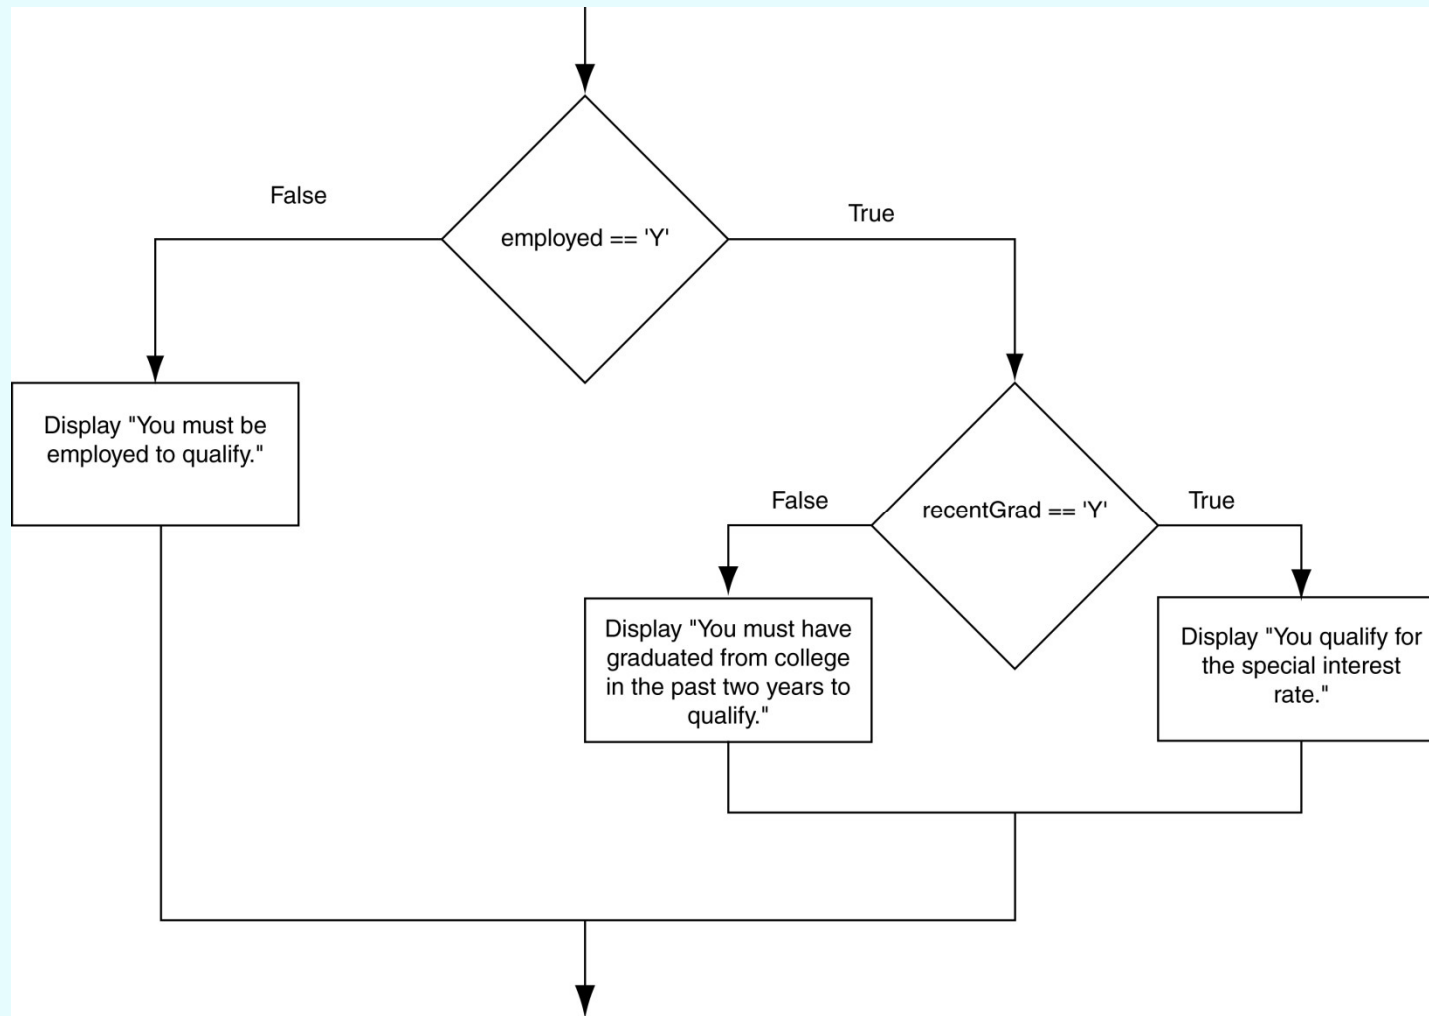 False
True
employed == 'Y'
Display "You must be
employed to qualify."
False
True
recentGrad == 'Y'
Display "You must have
graduated from college
in the past two years to
qualify."
Display "You qualify for
the special interest
rate."